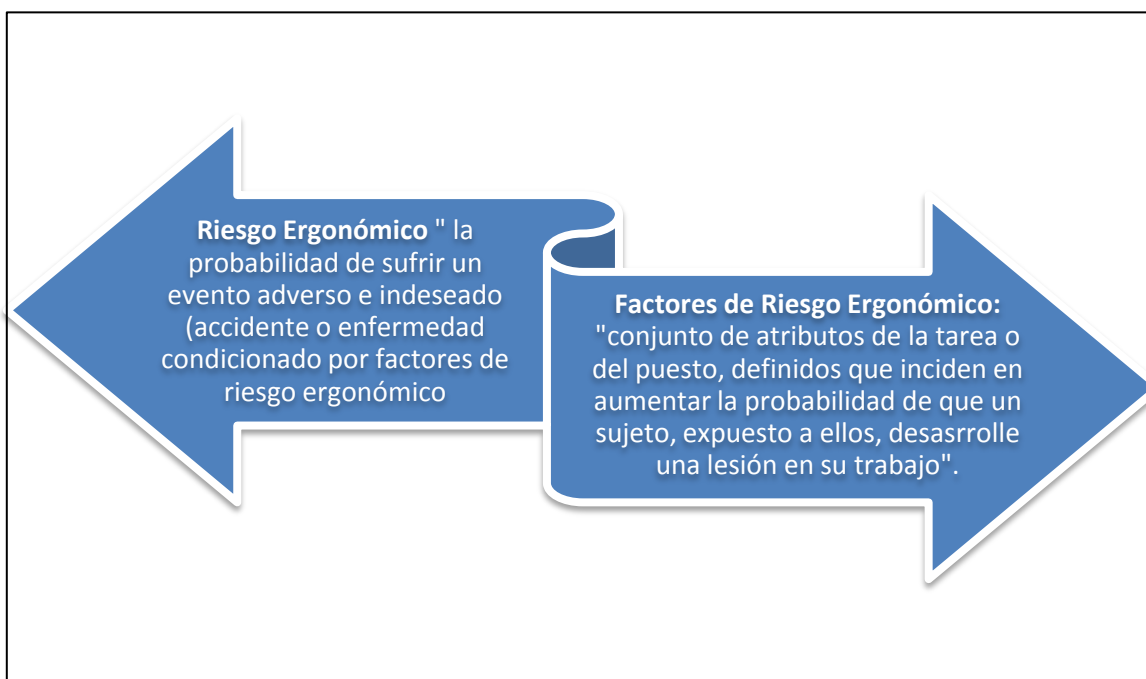 Riesgo Ergonómico " la
probabilidad de sufrir un
evento adverso e indeseado
(accidente o enfermedad
condicionado por factores de
riesgo ergonómico
Factores de Riesgo Ergonómico:
"conjunto de atributos de la tarea o
del puesto, definidos que inciden en
aumentar la probabilidad de que un
sujeto, expuesto a ellos, desasrrolle
una lesión en su trabajo".